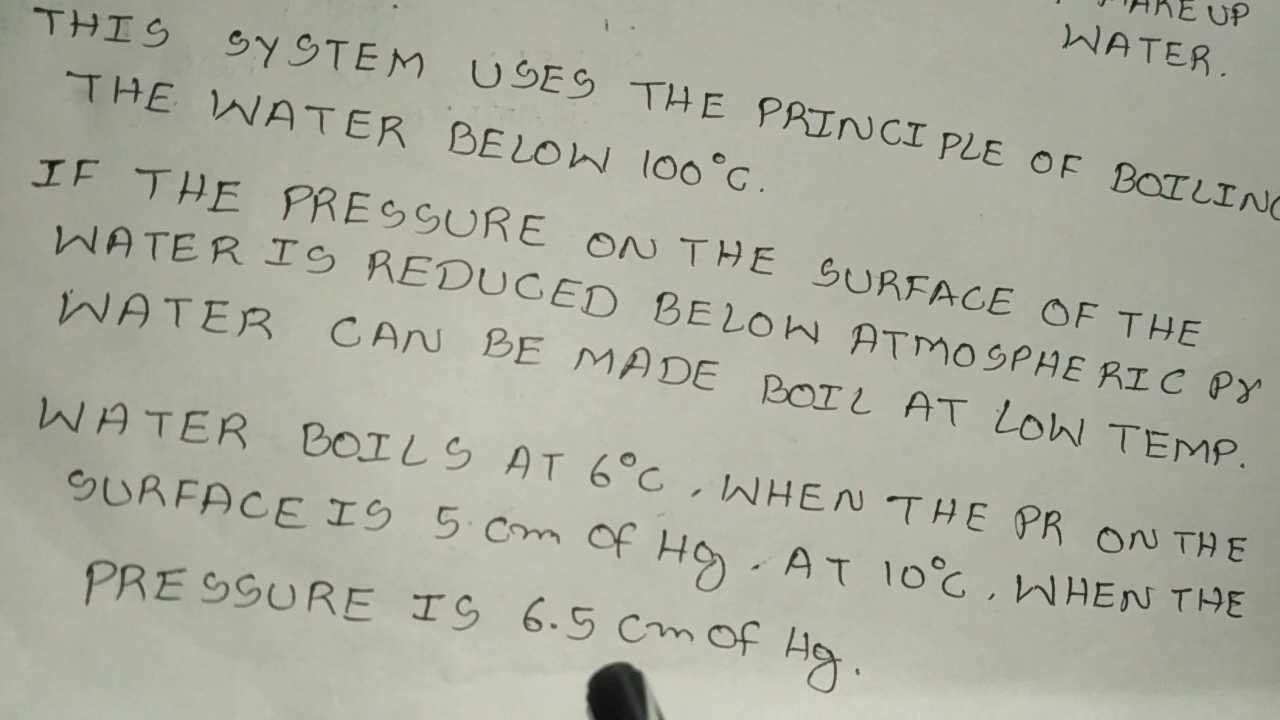 MAKE UP
WATER.
THIS SYSTEM USES THE PRINCIPLE OF BOILING
THE WATER BELOW 100°C.
IF THE PRESSURE ON THE SURFACE OF THE
WATER IS REDUCED BELOW ATMOSPHERIC Pr
WATER CAN BE MADE BOIL AT LOW TEMP.
WATER BOILS AT 6°C, WHEN THE PR ON THE
SURFACE IS 5 cm of Hg. AT 10°C, WHEN THE
PRESSURE IS 6.5 cm of Hg.